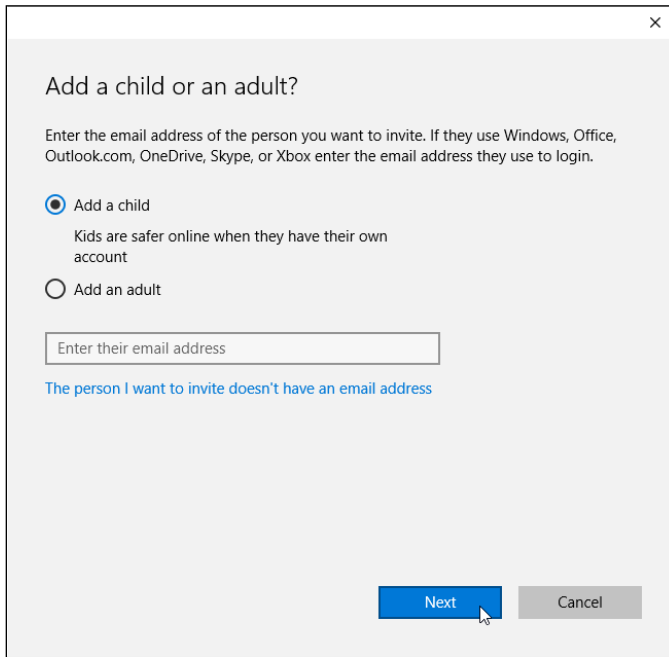 Add a child or an adult?
Enter the email address of the person you want to invite. If they use Windows, Office,
Outlook.com, OneDrive, Skype, or Xbox enter the email address they use to login.
Add a child
Kids are safer online when they have their own
account
Add an adult
Enter their email address
The person I want to invite doesn't have an email address
Next
Cancel